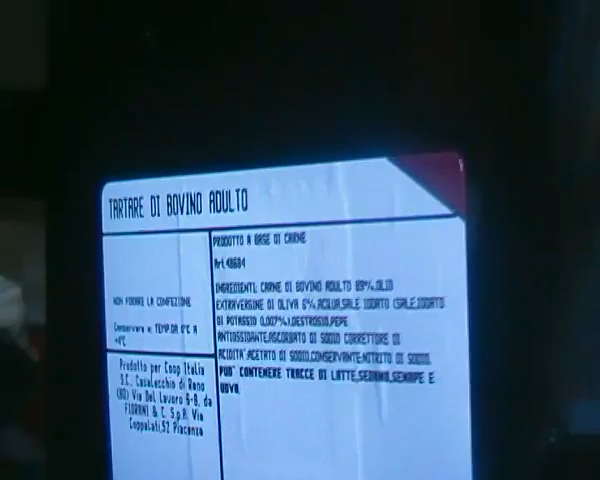 TARTARE DI BOVINO ADULTO
PRODOTTO A BASE DI CARNE
Art.48684
INGREDIENTI: CARNE DI BOVINO ADULTO 89%,OLIO
EXTRAVERGINE DI OLIVA 6%,ACQUA,SALE IODATO (SALE,IODATO
DI POTASSIO 0,007%),DESTROSIO,PEPE
ANTIOSSIDANTE:ASCORBATO DI SODIO CORRETTORE DI
ACIDITA':ACETATO DI SODIO,CONSERVANTE:NITRITO DI SODIO.
PUO' CONTENERE TRACCE DI LATTE,SEDANO,SENAPE E
UOVA
NON FORARE LA CONFEZIONE
Conservare a: TEMP.DA 0°C A
+4°C
Prodotto per Coop Italia
S.C. Casalecchio di Reno
(BO) Via Del Lavoro 6-8, da
FIORANI & C. S.p.A. Via
Coppalati,52 Piacenza